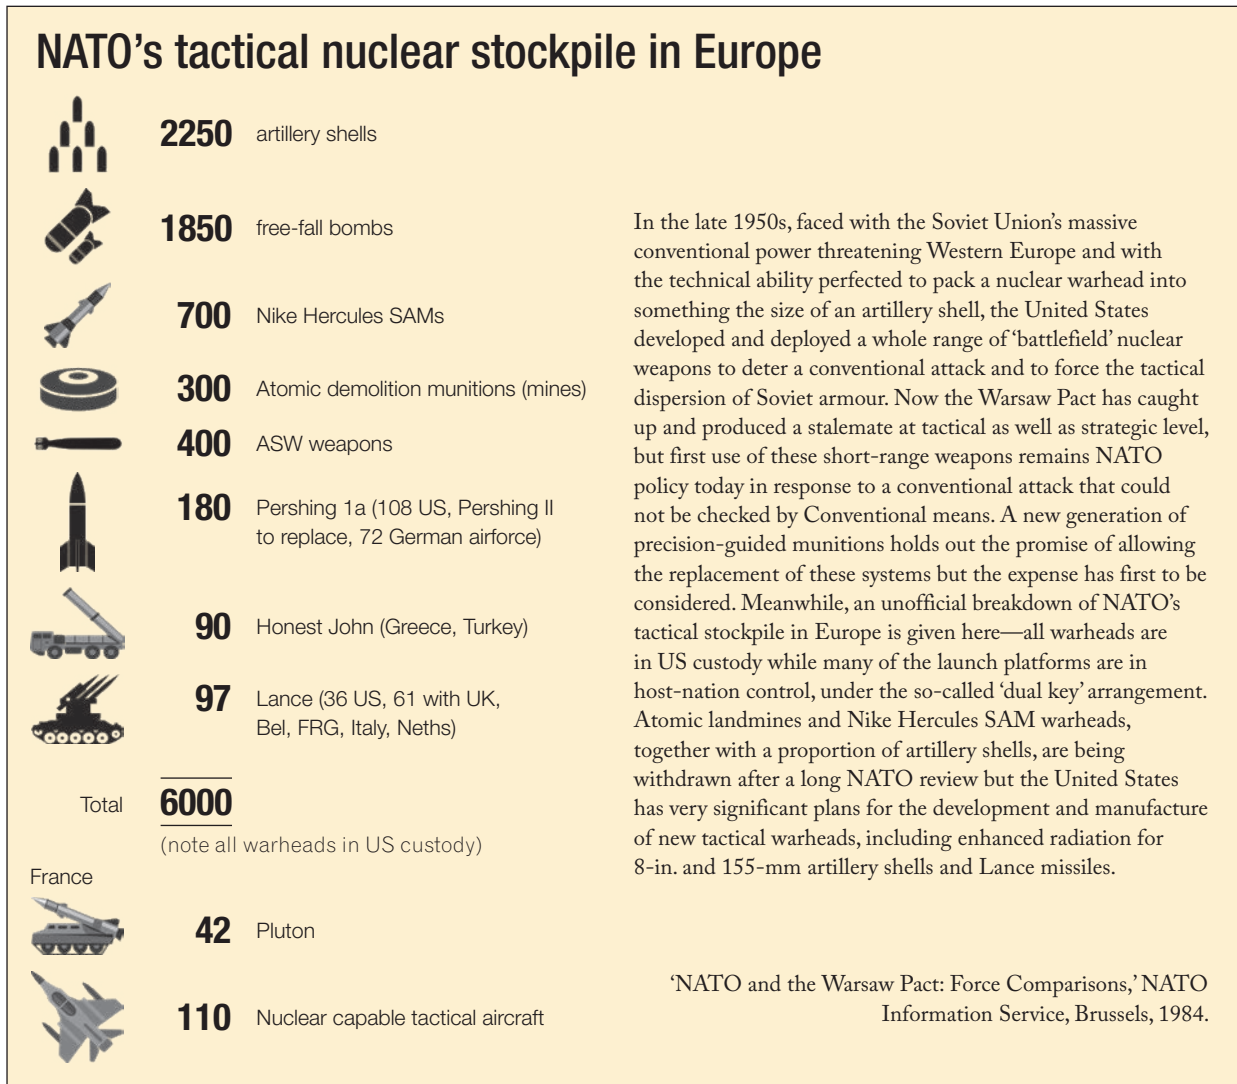 NATO's tactical nuclear stockpile in Europe
2250 artillery shells
1850 free-fall bombs
700 Nike Hercules SAMs
300 Atomic demolition munitions (mines)
400 ASW weapons
180 Pershing 1a (108 US, Pershing II
to replace, 72 German airforce)
90 Honest John (Greece, Turkey)
97 Lance (36 US, 61 with UK,
Bel, FRG, Italy, Neths)
Total 6000
(note all warheads in US custody)
France
42 Pluton
110 Nuclear capable tactical aircraft
In the late 1950s, faced with the Soviet Union's massive
conventional power threatening Western Europe and with
the technical ability perfected to pack a nuclear warhead into
something the size of an artillery shell, the United States
developed and deployed a whole range of 'battlefield' nuclear
weapons to deter a conventional attack and to force the tactical
dispersion of Soviet armour. Now the Warsaw Pact has caught
up and produced a stalemate at tactical as well as strategic level,
but first use of these short-range weapons remains NATO
policy today in response to a conventional attack that could
not be checked by Conventional means. A new generation of
precision-guided munitions holds out the promise of allowing
the replacement of these systems but the expense has first to be
considered. Meanwhile, an unofficial breakdown of NATO's
tactical stockpile in Europe is given here—all warheads are
in US custody while many of the launch platforms are in
host-nation control, under the so-called 'dual key' arrangement.
Atomic landmines and Nike Hercules SAM warheads,
together with a proportion of artillery shells, are being
withdrawn after a long NATO review but the United States
has very significant plans for the development and manufacture
of new tactical warheads, including enhanced radiation for
8-in. and 155-mm artillery shells and Lance missiles.
'NATO and the Warsaw Pact: Force Comparisons,' NATO
Information Service, Brussels, 1984.